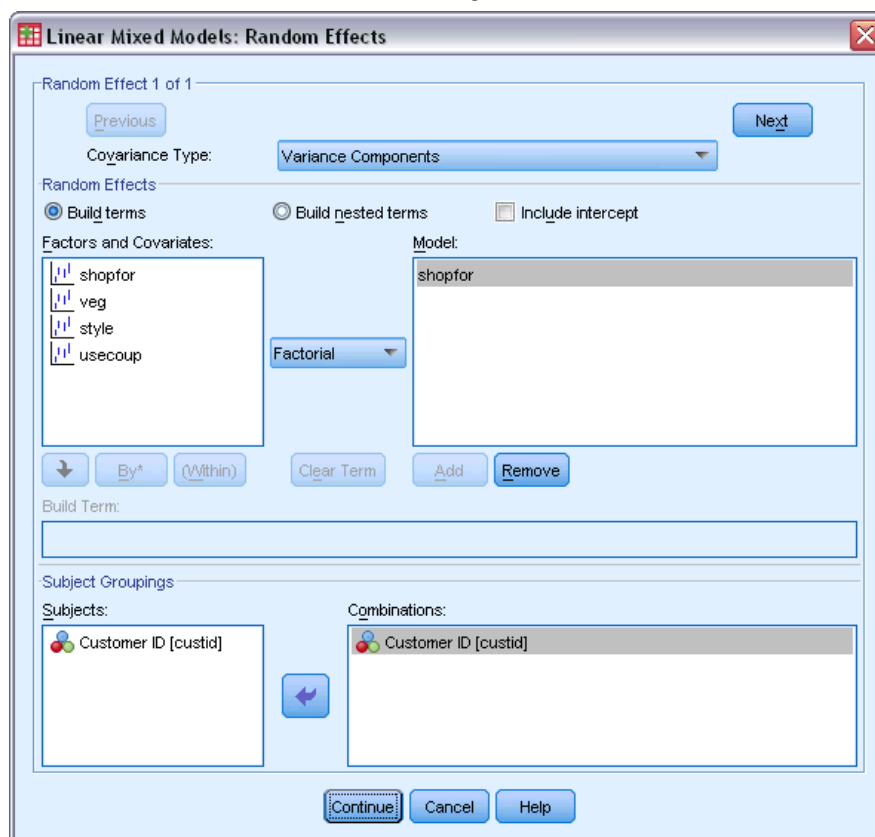 Linear Mixed Models: Random Effects
Random Effect 1 of 1
Previous
Next
Covariance Type:
Variance Components
Random Effects
Build terms
Build nested terms
Include intercept
Factors and Covariates:
Model:
shopfor
veg
style
usecoup
Factorial
shopfor
By*
(Within)
Clear Term
Add
Remove
Build Term:
Subject Groupings
Subjects:
Combinations:
Customer ID [custid]
Customer ID [custid]
Continue
Cancel
Help